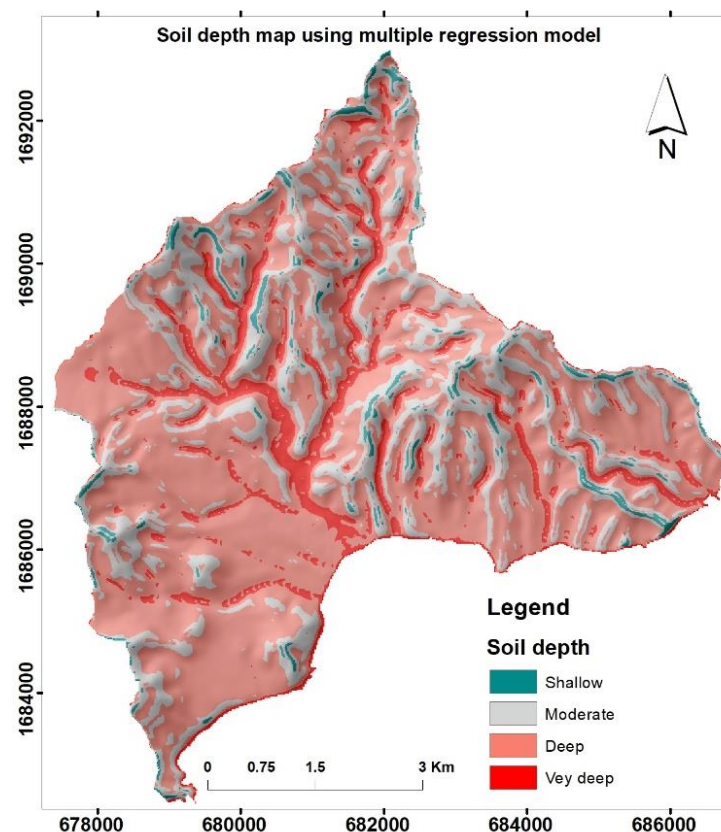 Soil depth map using multiple regression model
N
1692000
1690000
1688000
1686000
1684000
Legend
Soil depth
Shallow
Moderate
Deep
Vey deep
0 0.75 1.5 3 Km
678000 680000 682000 684000 686000